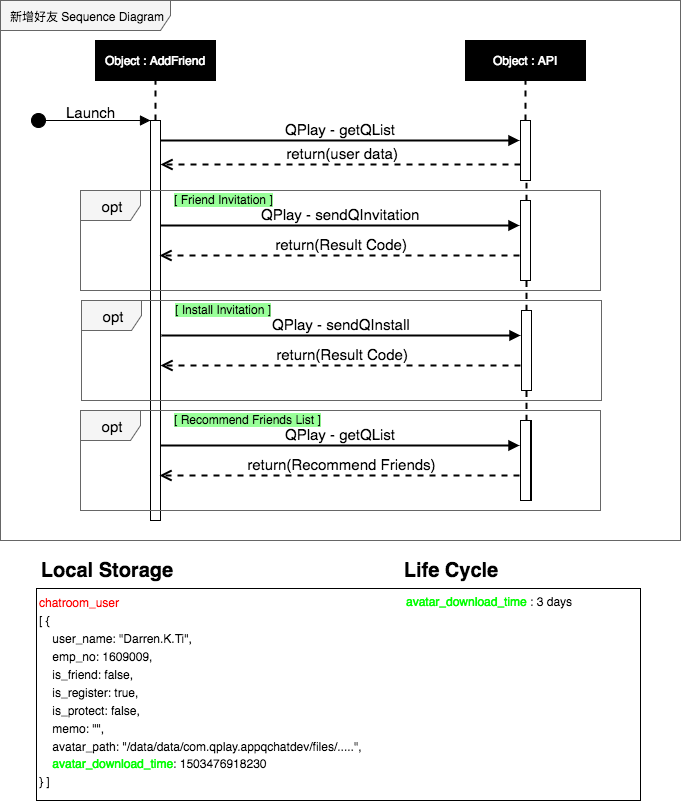 新增好友 Sequence Diagram
Object : AddFriend
Object : API
Launch
QPlay - getQList
return(user data)
opt
[ Friend Invitation ]
QPlay - sendQInvitation
return(Result Code)
opt
[ Install Invitation ]
QPlay - sendQInstall
return(Result Code)
opt
[ Recommend Friends List ]
QPlay - getQList
return(Recommend Friends)
Local Storage
Life Cycle
chatroom_user
avatar_download_time : 3 days
[ {
user_name: "Darren.K.Ti",
emp_no: 1609009,
is_friend: false,
is_register: true,
is_protect: false,
memo: "",
avatar_path: "/data/data/com.qplay.appqchatdev/files/.....",
avatar_download_time: 1503476918230
} ]